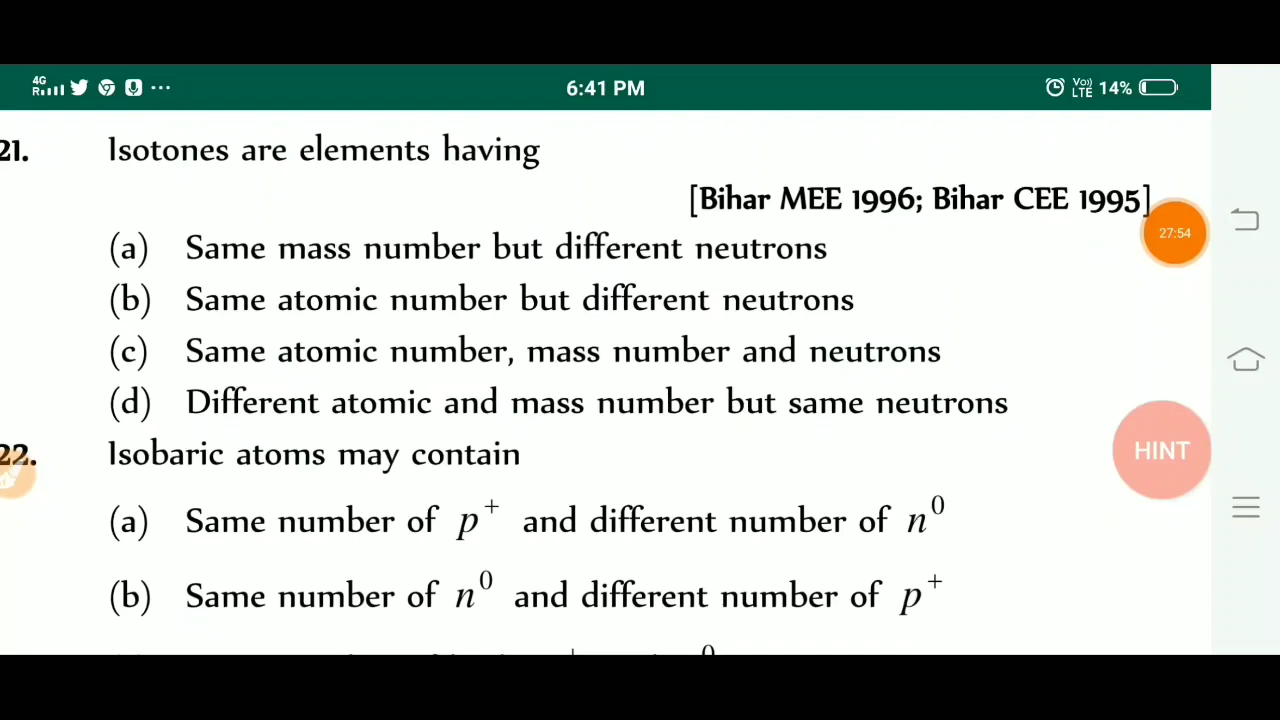 4G
R
6:41 PM
Vo))
LTE
14%
21. Isotones are elements having
[Bihar MEE 1996; Bihar CEE 1995]
27:54
(a) Same mass number but different neutrons
(b) Same atomic number but different neutrons
(c) Same atomic number, mass number and neutrons
(d) Different atomic and mass number but same neutrons
22. Isobaric atoms may contain
HINT
(a) Same number of p⁺ and different number of n⁰
(b) Same number of n⁰ and different number of p⁺